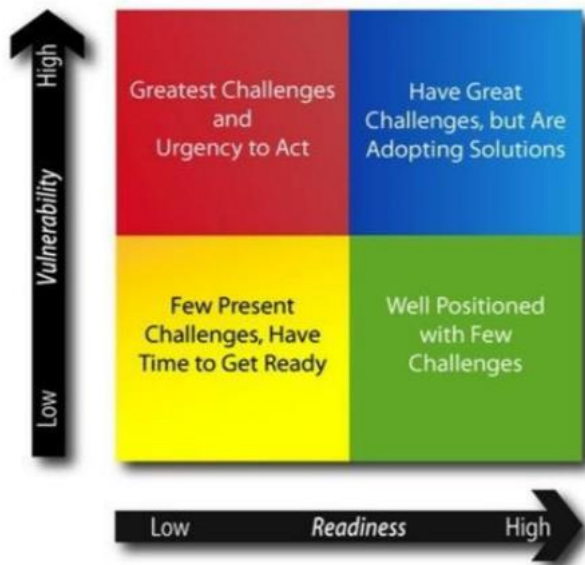 High
Vulnerability
Low
Greatest Challenges
and
Urgency to Act
Have Great
Challenges, but Are
Adopting Solutions
Few Present
Challenges, Have
Time to Get Ready
Well Positioned
with Few
Challenges
Low Readiness High